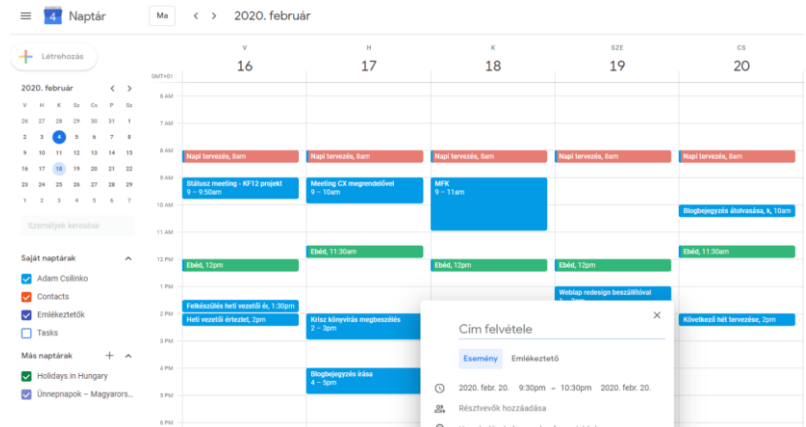 Naptár
Ma
2020. február
Létrehozás
2020. február
V H K Sz Cs P Sz
26 27 28 29 30 31 1
2 3 4 5 6 7 8
9 10 11 12 13 14 15
16 17 18 19 20 21 22
23 24 25 26 27 28 29
1 2 3 4 5 6 7
Személyek keresése
Saját naptárak
Adam Csilinko
Contacts
Emlékeztetők
Tasks
Más naptárak
Holidays in Hungary
Ünnepnapok – Magyarors...
V H K SZE CS
16 17 18 19 20
GMT+01
6 AM
7 AM
8 AM
Napi tervezés, 8am
Napi tervezés, 8am
Napi tervezés, 8am
Napi tervezés, 8am
Napi tervezés, 8am
9 AM
Státusz meeting - KF12 projekt
9 – 9:50am
Meeting CX megrendelővel
9 – 10am
MFK
9 – 11am
10 AM
Blogbejegyzés átolvasása, k, 10am
11 AM
Ebéd, 11:30am
Ebéd, 11:30am
12 PM
Ebéd, 12pm
Ebéd, 12pm
Ebéd, 12pm
1 PM
Weblap redesign beszállítóval
Felkészülés heti vezetői ér, 1:30pm
2 PM
Heti vezetői értezlet, 2pm
Krisz könyvírás megbeszélés
2 – 3pm
Következő hét tervezése, 2pm
3 PM
4 PM
Blogbejegyzés írása
4 – 5pm
5 PM
6 PM
Cím felvétele
Esemény Emlékeztető
2020. febr. 20. 9:30pm – 10:30pm 2020. febr. 20.
Résztvevők hozzáadása